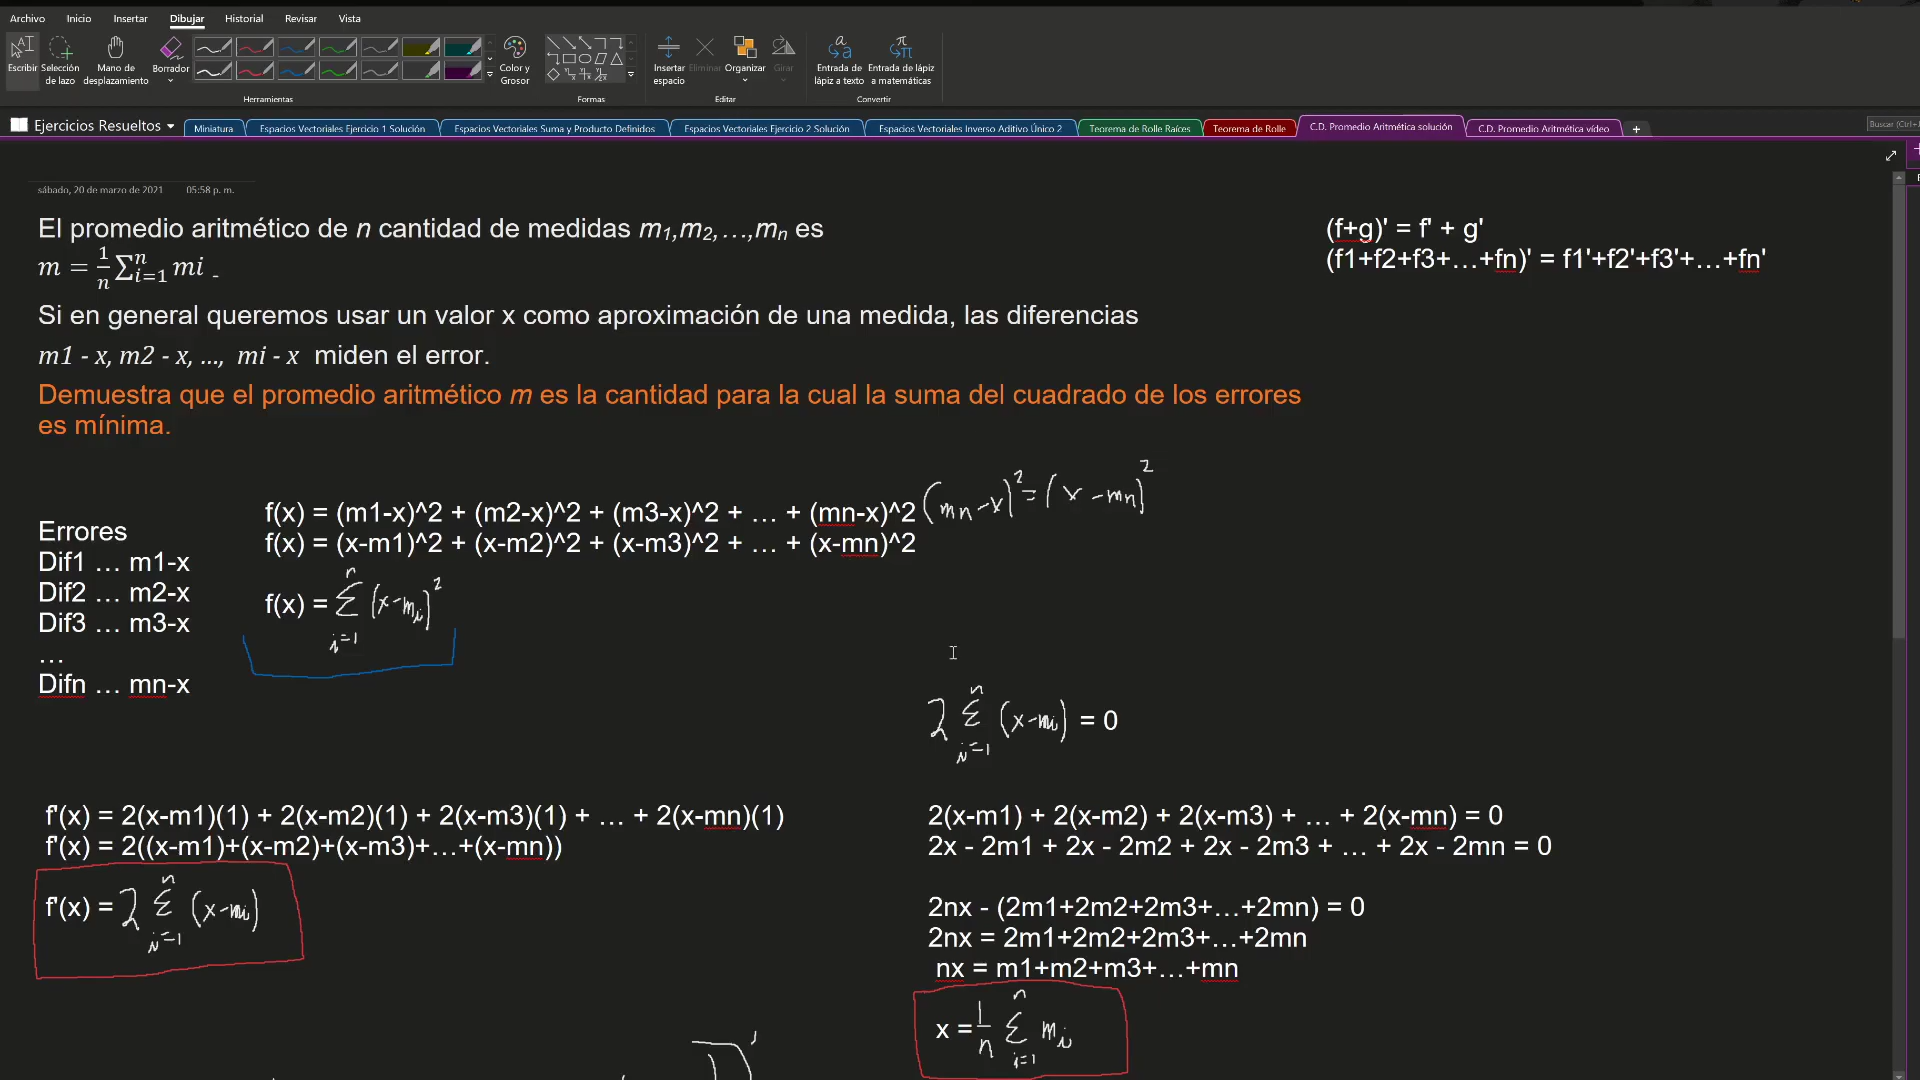 Archivo Inicio Insertar Dibujar Historial Revisar Vista
Escribir
Selección de lazo
Mano de desplazamiento
Borrador
Color y Grosor
Insertar espacio
Eliminar
Organizar
Girar
Entrada de lápiz a texto
Entrada de lápiz a matemáticas
Herramientas Formas Editar Convertir
Ejercicios Resueltos
Miniatura
Espacios Vectoriales Ejercicio 1 Solución
Espacios Vectoriales Suma y Producto Definidos
Espacios Vectoriales Ejercicio 2 Solución
Espacios Vectoriales Inverso Aditivo Único 2
Teorema de Rolle Raíces
Teorema de Rolle
C.D. Promedio Aritmética solución
C.D. Promedio Aritmética vídeo
+
Buscar (Ctrl+
sábado, 20 de marzo de 2021 05:58 p. m.
El promedio aritmético de n cantidad de medidas m1,m2,…,mn es
m = 1/n ∑_{i=1}^{n} mi
Si en general queremos usar un valor x como aproximación de una medida, las diferencias
m1 - x, m2 - x, ..., mi - x miden el error.
Demuestra que el promedio aritmético m es la cantidad para la cual la suma del cuadrado de los errores
es mínima.
(f+g)' = f' + g'
(f1+f2+f3+…+fn)' = f1'+f2'+f3'+…+fn'
Errores
Dif1 … m1-x
Dif2 … m2-x
Dif3 … m3-x
…
Difn … mn-x
f(x) = (m1-x)^2 + (m2-x)^2 + (m3-x)^2 + … + (mn-x)^2 (mn-x)² = (x-mn)²
f(x) = (x-m1)^2 + (x-m2)^2 + (x-m3)^2 + … + (x-mn)^2
f(x) = Σ_{i=1}^{n} (x-mi)²
f'(x) = 2(x-m1)(1) + 2(x-m2)(1) + 2(x-m3)(1) + … + 2(x-mn)(1)
f'(x) = 2((x-m1)+(x-m2)+(x-m3)+…+(x-mn))
f'(x) = 2 Σ_{i=1}^{n} (x-mi)
2 Σ_{i=1}^{n} (x-mi) = 0
2(x-m1) + 2(x-m2) + 2(x-m3) + … + 2(x-mn) = 0
2x - 2m1 + 2x - 2m2 + 2x - 2m3 + … + 2x - 2mn = 0
2nx - (2m1+2m2+2m3+…+2mn) = 0
2nx = 2m1+2m2+2m3+…+2mn
nx = m1+m2+m3+…+mn
x = 1/n Σ_{i=1}^{n} mi